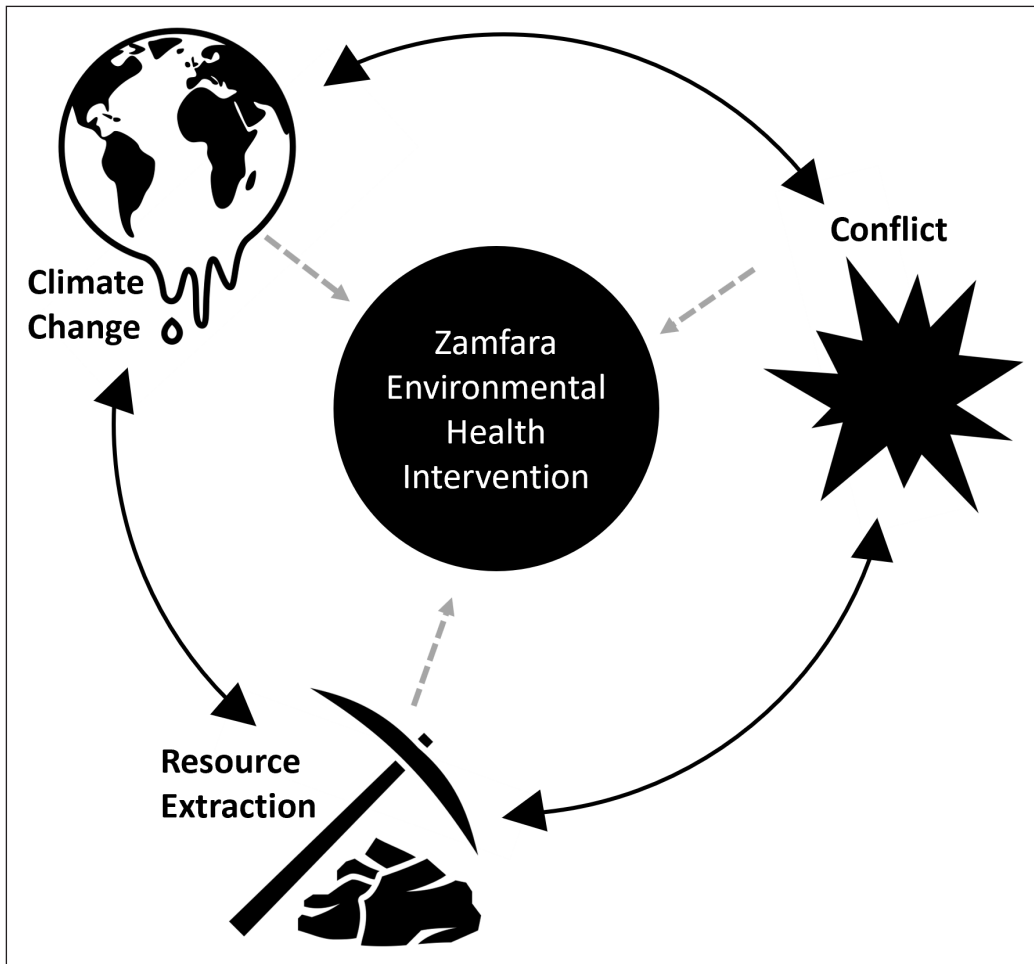 Climate
Change
Conflict
Zamfara
Environmental
Health
Intervention
Resource
Extraction